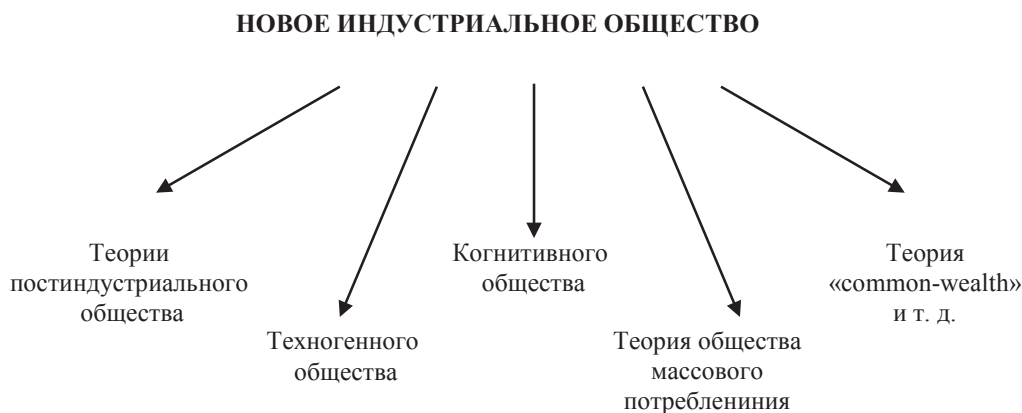 НОВОЕ ИНДУСТРИАЛЬНОЕ ОБЩЕСТВО
Теории
постиндустриального
общества
Техногенного
общества
Когнитивного
общества
Теория общества
массового
потреблениния
Теория
«common-wealth»
и т. д.